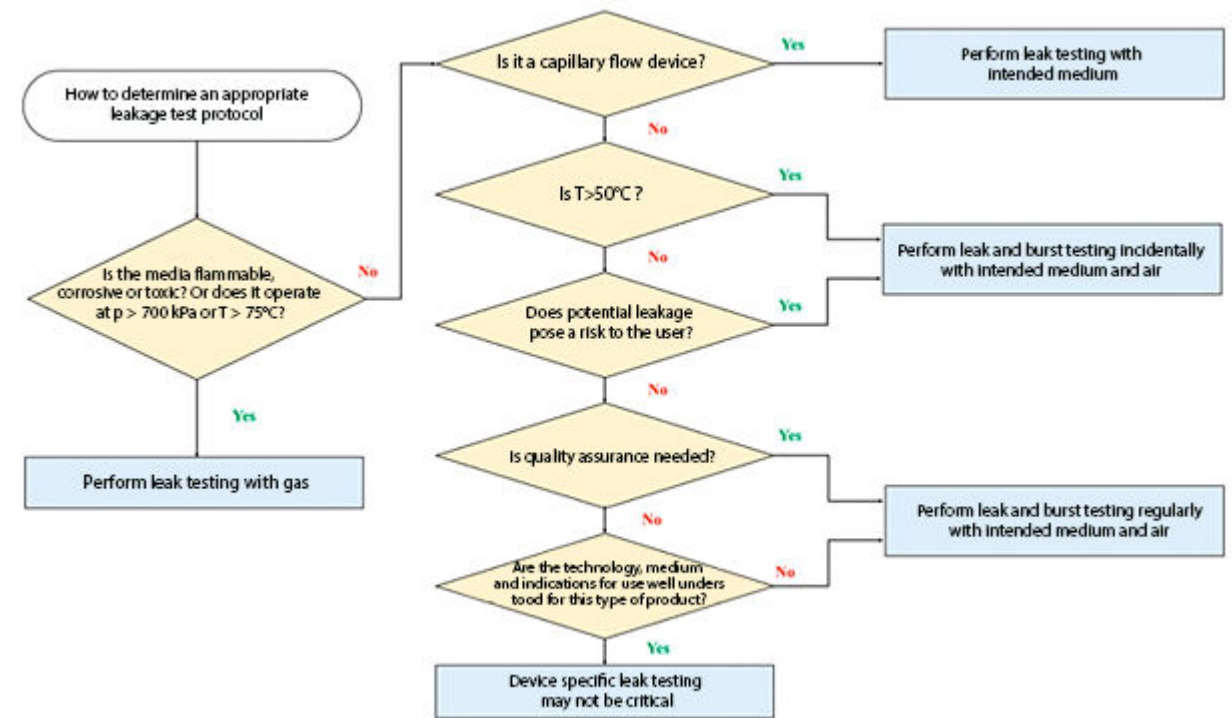 How to determine an appropriate
leakage test protocol
Is the media flammable,
corrosive or toxic? Or does it operate
at p > 700 kPa or T > 75°C?
No
Yes
Perform leak testing with gas
Is it a capillary flow device?
Yes
Perform leak testing with
intended medium
No
Is T>50°C ?
Yes
Perform leak and burst testing incidentally
with intended medium and air
No
Does potential leakage
pose a risk to the user?
Yes
No
Is quality assurance needed?
Yes
Perform leak and burst testing regularly
with intended medium and air
No
Are the technology, medium
and indications for use well unders
tood for this type of product?
No
Yes
Device specific leak testing
may not be critical